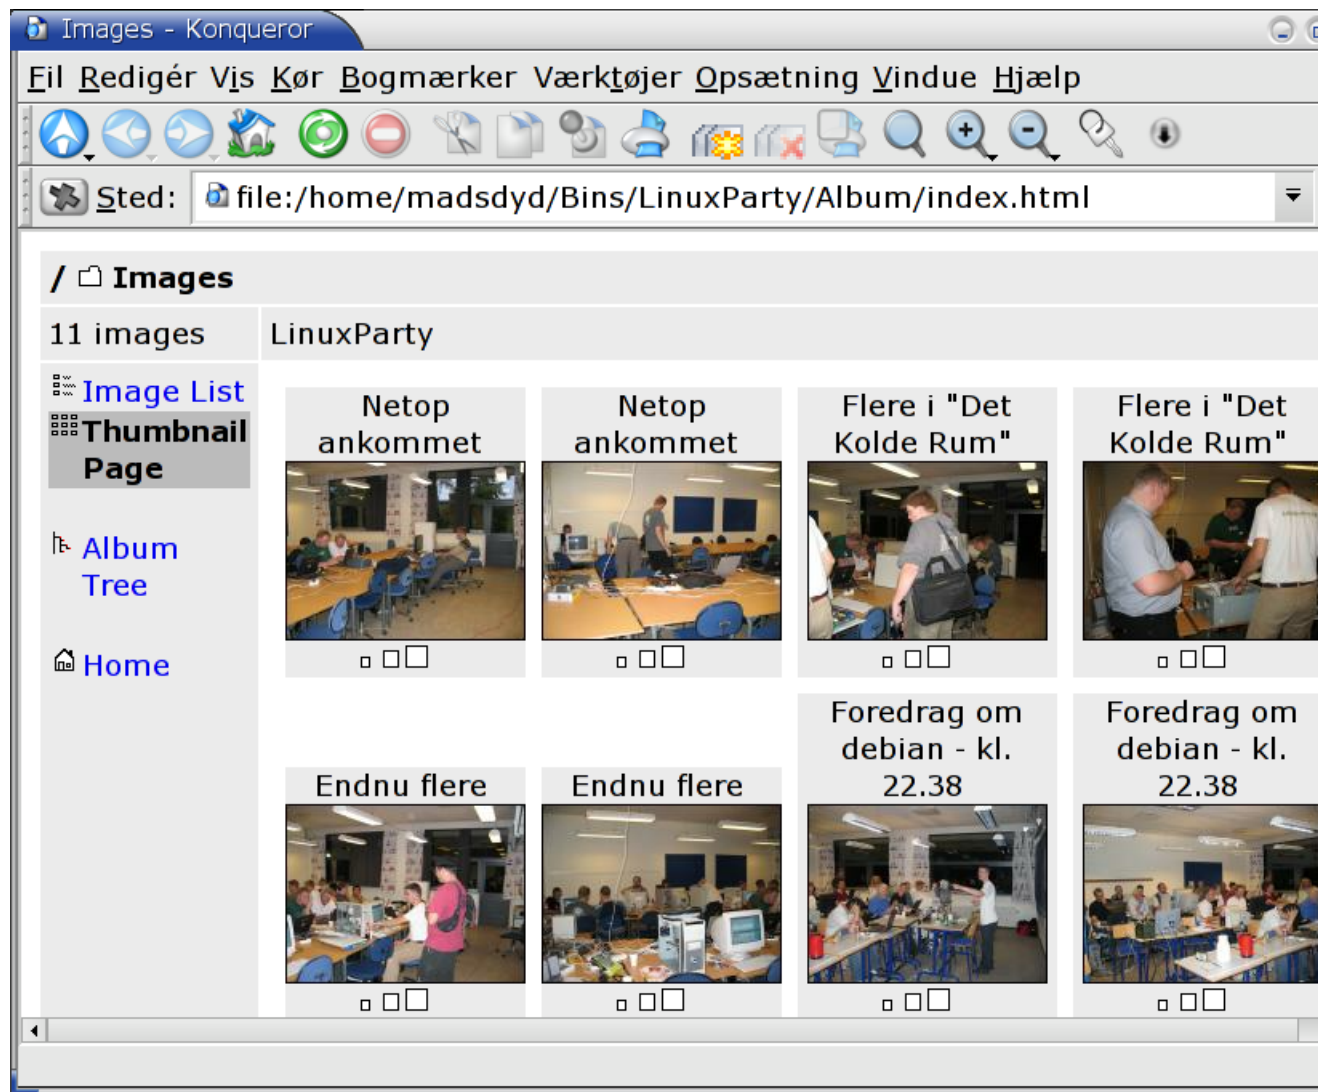 Images - Konqueror
Fil Redigér Vis Kør Bogmærker Værktøjer Opsætning Vindue Hjælp
Sted: file:/home/madsdyd/Bins/LinuxParty/Album/index.html
/ Images
11 images
LinuxParty
Image List
Thumbnail
Page
Album
Tree
Home
Netop
ankommet
Netop
ankommet
Flere i "Det
Kolde Rum"
Flere i "Det
Kolde Rum"
Endnu flere
Endnu flere
Foredrag om
debian - kl.
22.38
Foredrag om
debian - kl.
22.38